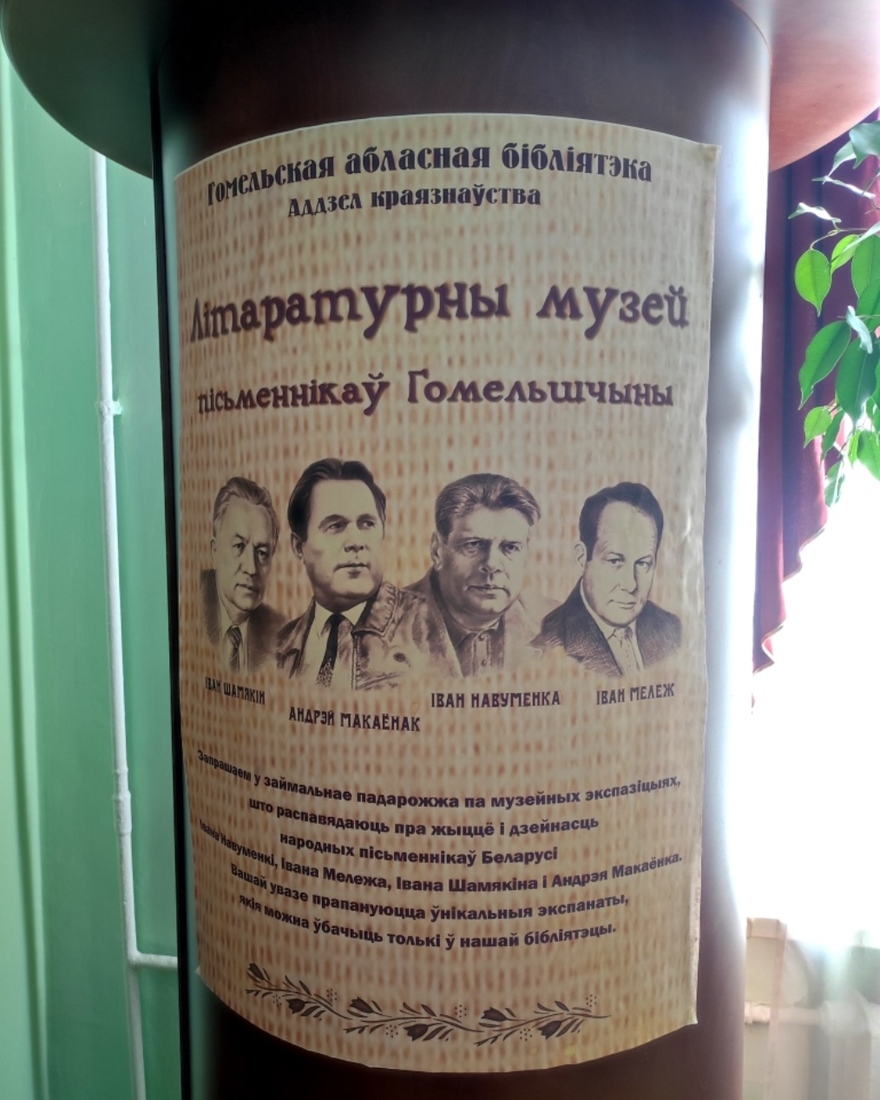 Гомельская абласная бібліятэка
Аддзел краязнаўства
Літаратурны музей
пісьменнікаў Гомельшчыны
ІВАН ШАМЯКІН
АНДРЭЙ МАКАЁНАК
ІВАН НАВУМЕНКА
ІВАН МЕЛЕЖ
Запрашаем у займальнае падарожжа па музейных экспазіцыях,
што распавядаюць пра жыццё і дзейнасць
народных пісьменнікаў Беларусі
Івана Навуменкі, Івана Мележа, Івана Шамякіна і Андрэя Макаёнка.
Вашай увазе прапануюцца ўнікальныя экспанаты,
якія можна ўбачыць толькі ў нашай бібліятэцы.